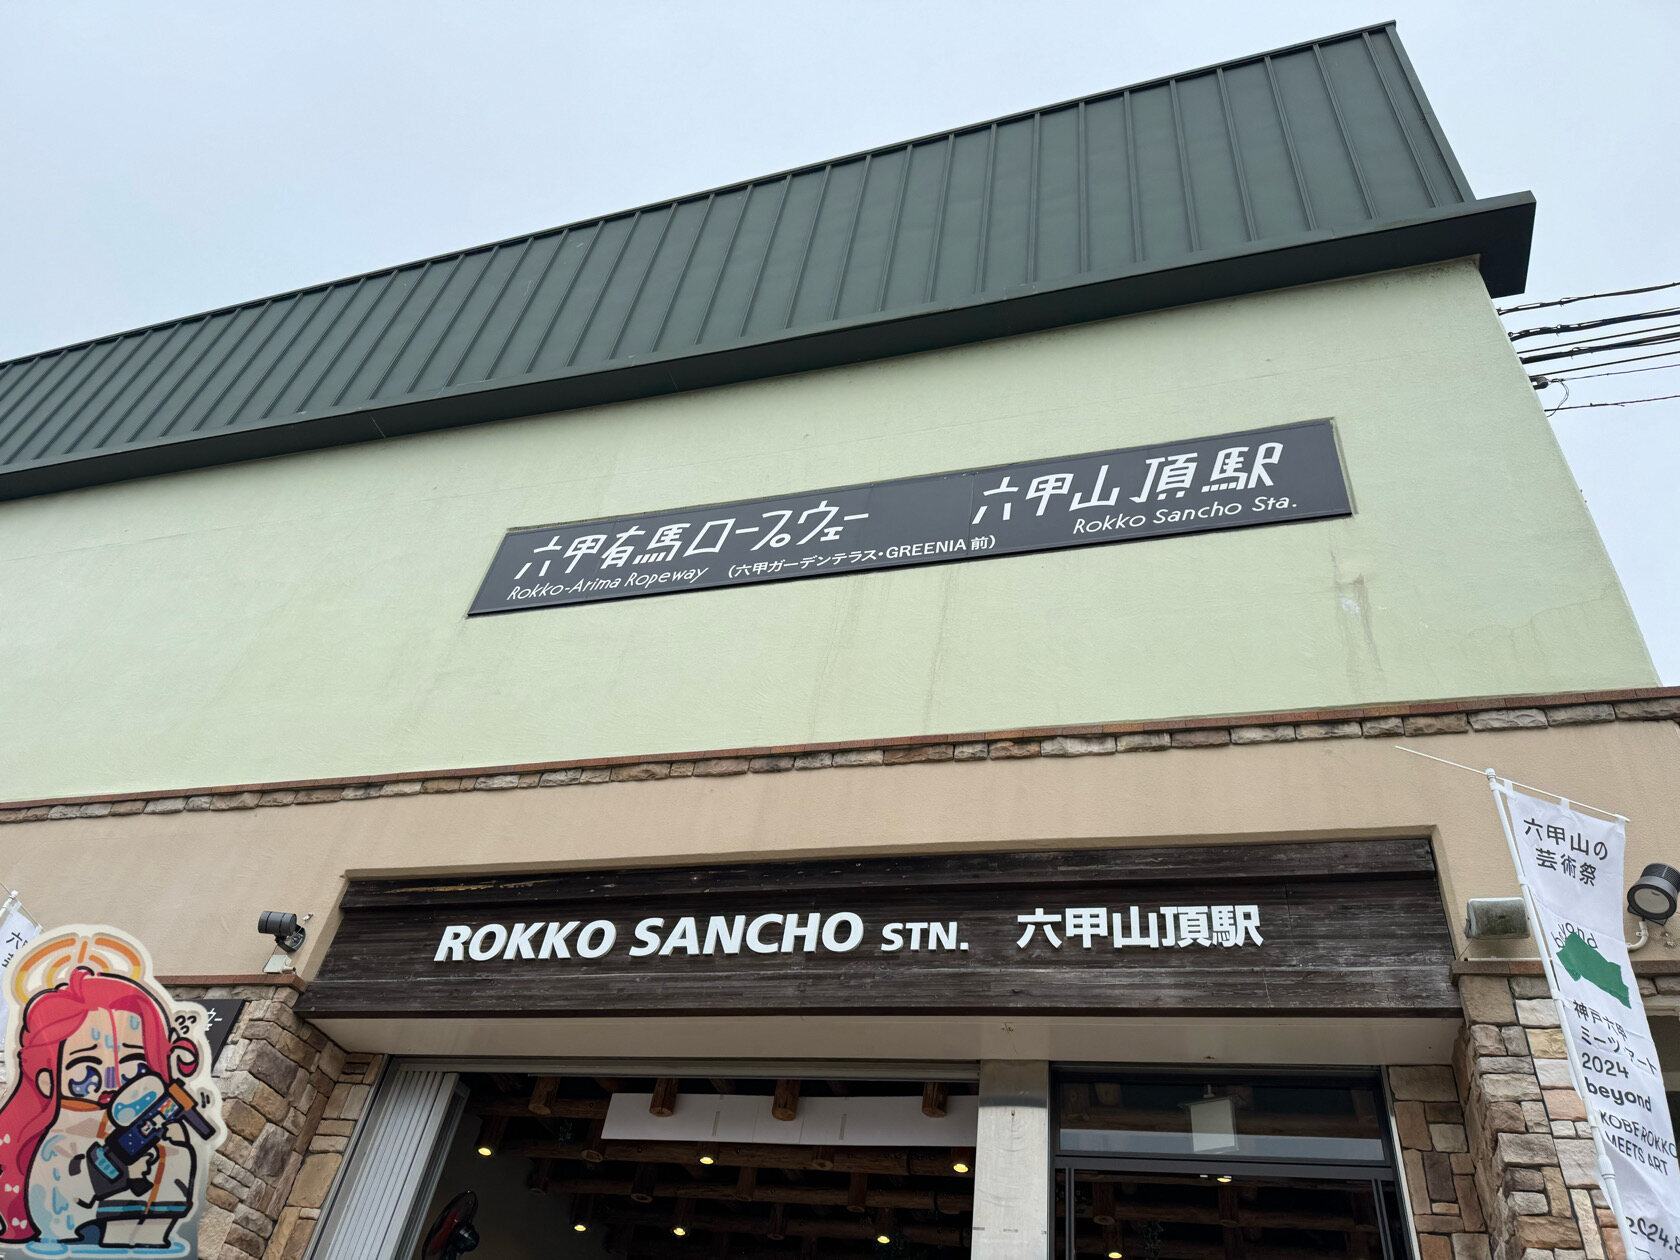 六甲有馬ロープウェー 六甲山頂駅
Rokko-Arima Ropeway (六甲ガーデンテラス・GREENIA前) Rokko Sancho Sta.
ROKKO SANCHO STN. 六甲山頂駅
六甲山の
芸術祭
beyond
神戸六甲
ミーツ・アート
2024
beyond
KOBE ROKKO
MEETS ART